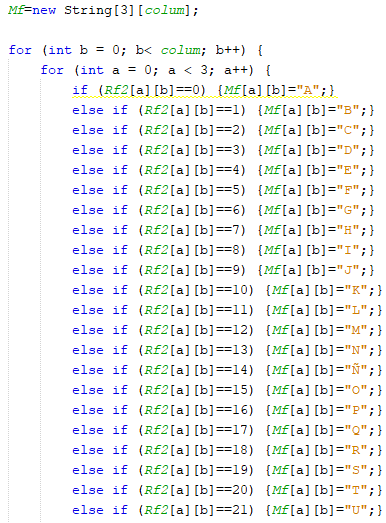 Mf=new String[3][colum];
for (int b = 0; b< colum; b++) {
for (int a = 0; a < 3; a++) {
if (Rf2[a][b]==0) {Mf[a][b]="A";}
else if (Rf2[a][b]==1) {Mf[a][b]="B";}
else if (Rf2[a][b]==2) {Mf[a][b]="C";}
else if (Rf2[a][b]==3) {Mf[a][b]="D";}
else if (Rf2[a][b]==4) {Mf[a][b]="E";}
else if (Rf2[a][b]==5) {Mf[a][b]="F";}
else if (Rf2[a][b]==6) {Mf[a][b]="G";}
else if (Rf2[a][b]==7) {Mf[a][b]="H";}
else if (Rf2[a][b]==8) {Mf[a][b]="I";}
else if (Rf2[a][b]==9) {Mf[a][b]="J";}
else if (Rf2[a][b]==10) {Mf[a][b]="K";}
else if (Rf2[a][b]==11) {Mf[a][b]="L";}
else if (Rf2[a][b]==12) {Mf[a][b]="M";}
else if (Rf2[a][b]==13) {Mf[a][b]="N";}
else if (Rf2[a][b]==14) {Mf[a][b]="Ñ";}
else if (Rf2[a][b]==15) {Mf[a][b]="O";}
else if (Rf2[a][b]==16) {Mf[a][b]="P";}
else if (Rf2[a][b]==17) {Mf[a][b]="Q";}
else if (Rf2[a][b]==18) {Mf[a][b]="R";}
else if (Rf2[a][b]==19) {Mf[a][b]="S";}
else if (Rf2[a][b]==20) {Mf[a][b]="T";}
else if (Rf2[a][b]==21) {Mf[a][b]="U";}